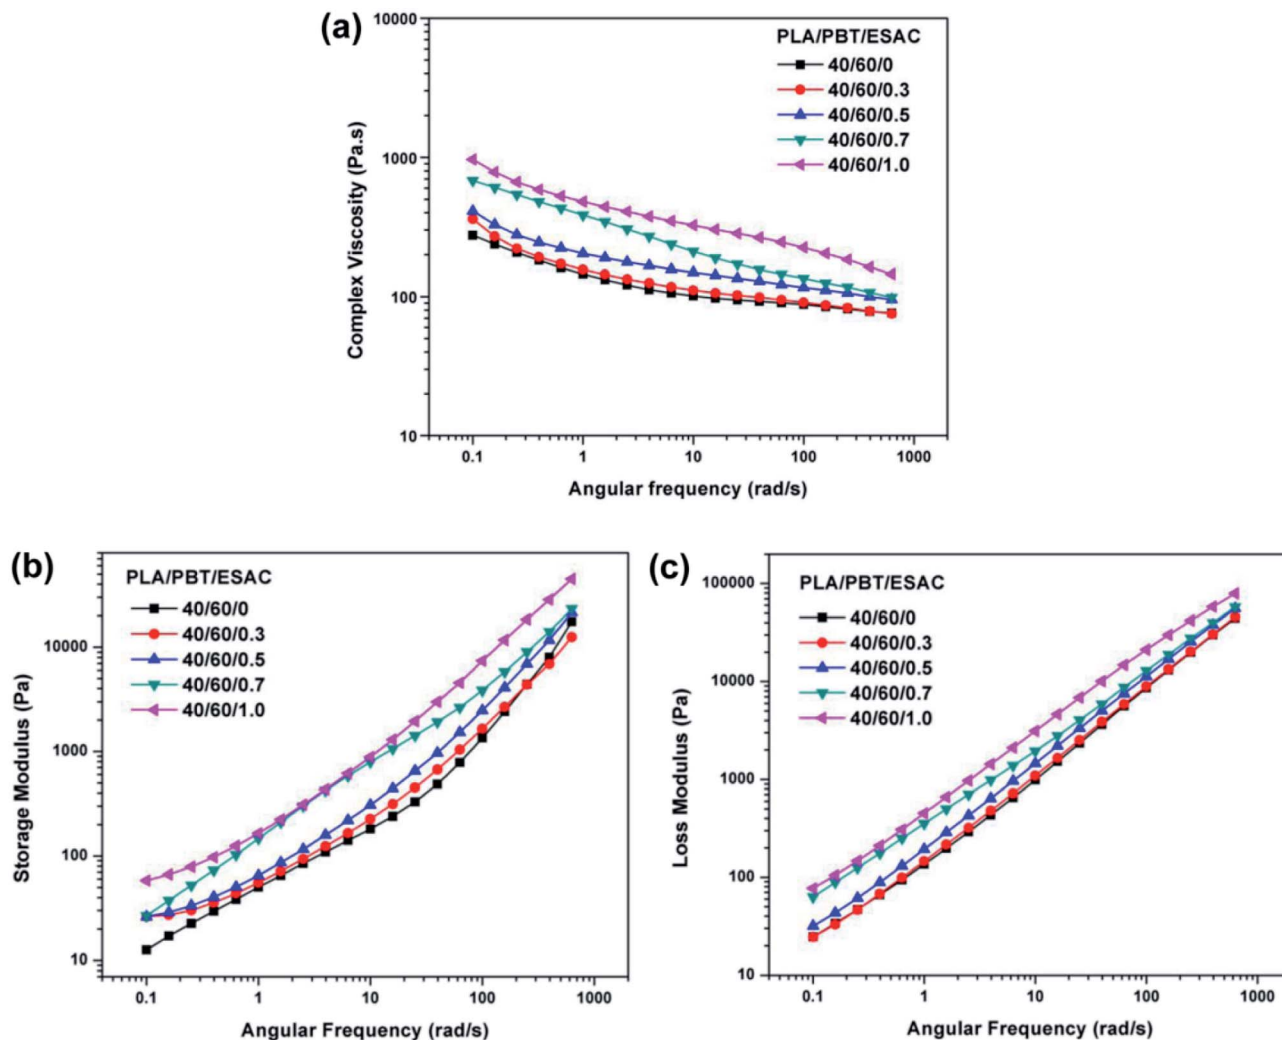 (a)
10000
1000
100
10
Complex Viscosity (Pa.s)
PLA/PBT/ESAC
40/60/0
40/60/0.3
40/60/0.5
40/60/0.7
40/60/1.0
0.1 1 10 100 1000
Angular frequency (rad/s)
(b)
10000
1000
100
10
Storage Modulus (Pa)
PLA/PBT/ESAC
40/60/0
40/60/0.3
40/60/0.5
40/60/0.7
40/60/1.0
0.1 1 10 100 1000
Angular Frequency (rad/s)
(c)
100000
10000
1000
100
10
Loss Modulus (Pa)
PLA/PBT/ESAC
40/60/0
40/60/0.3
40/60/0.5
40/60/0.7
40/60/1.0
0.1 1 10 100 1000
Angular Frequency (rad/s)